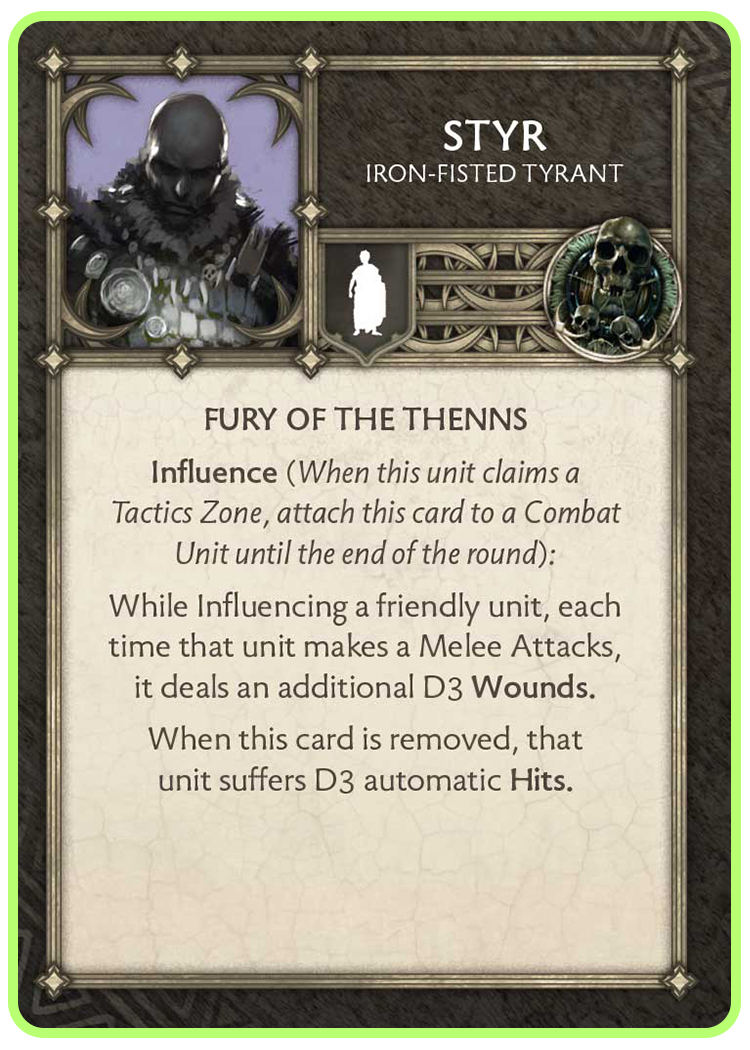 STYR
IRON-FISTED TYRANT
FURY OF THE THENNS
Influence (When this unit claims a
Tactics Zone, attach this card to a Combat
Unit until the end of the round):
While Influencing a friendly unit, each
time that unit makes a Melee Attacks,
it deals an additional D3 Wounds.
When this card is removed, that
unit suffers D3 automatic Hits.